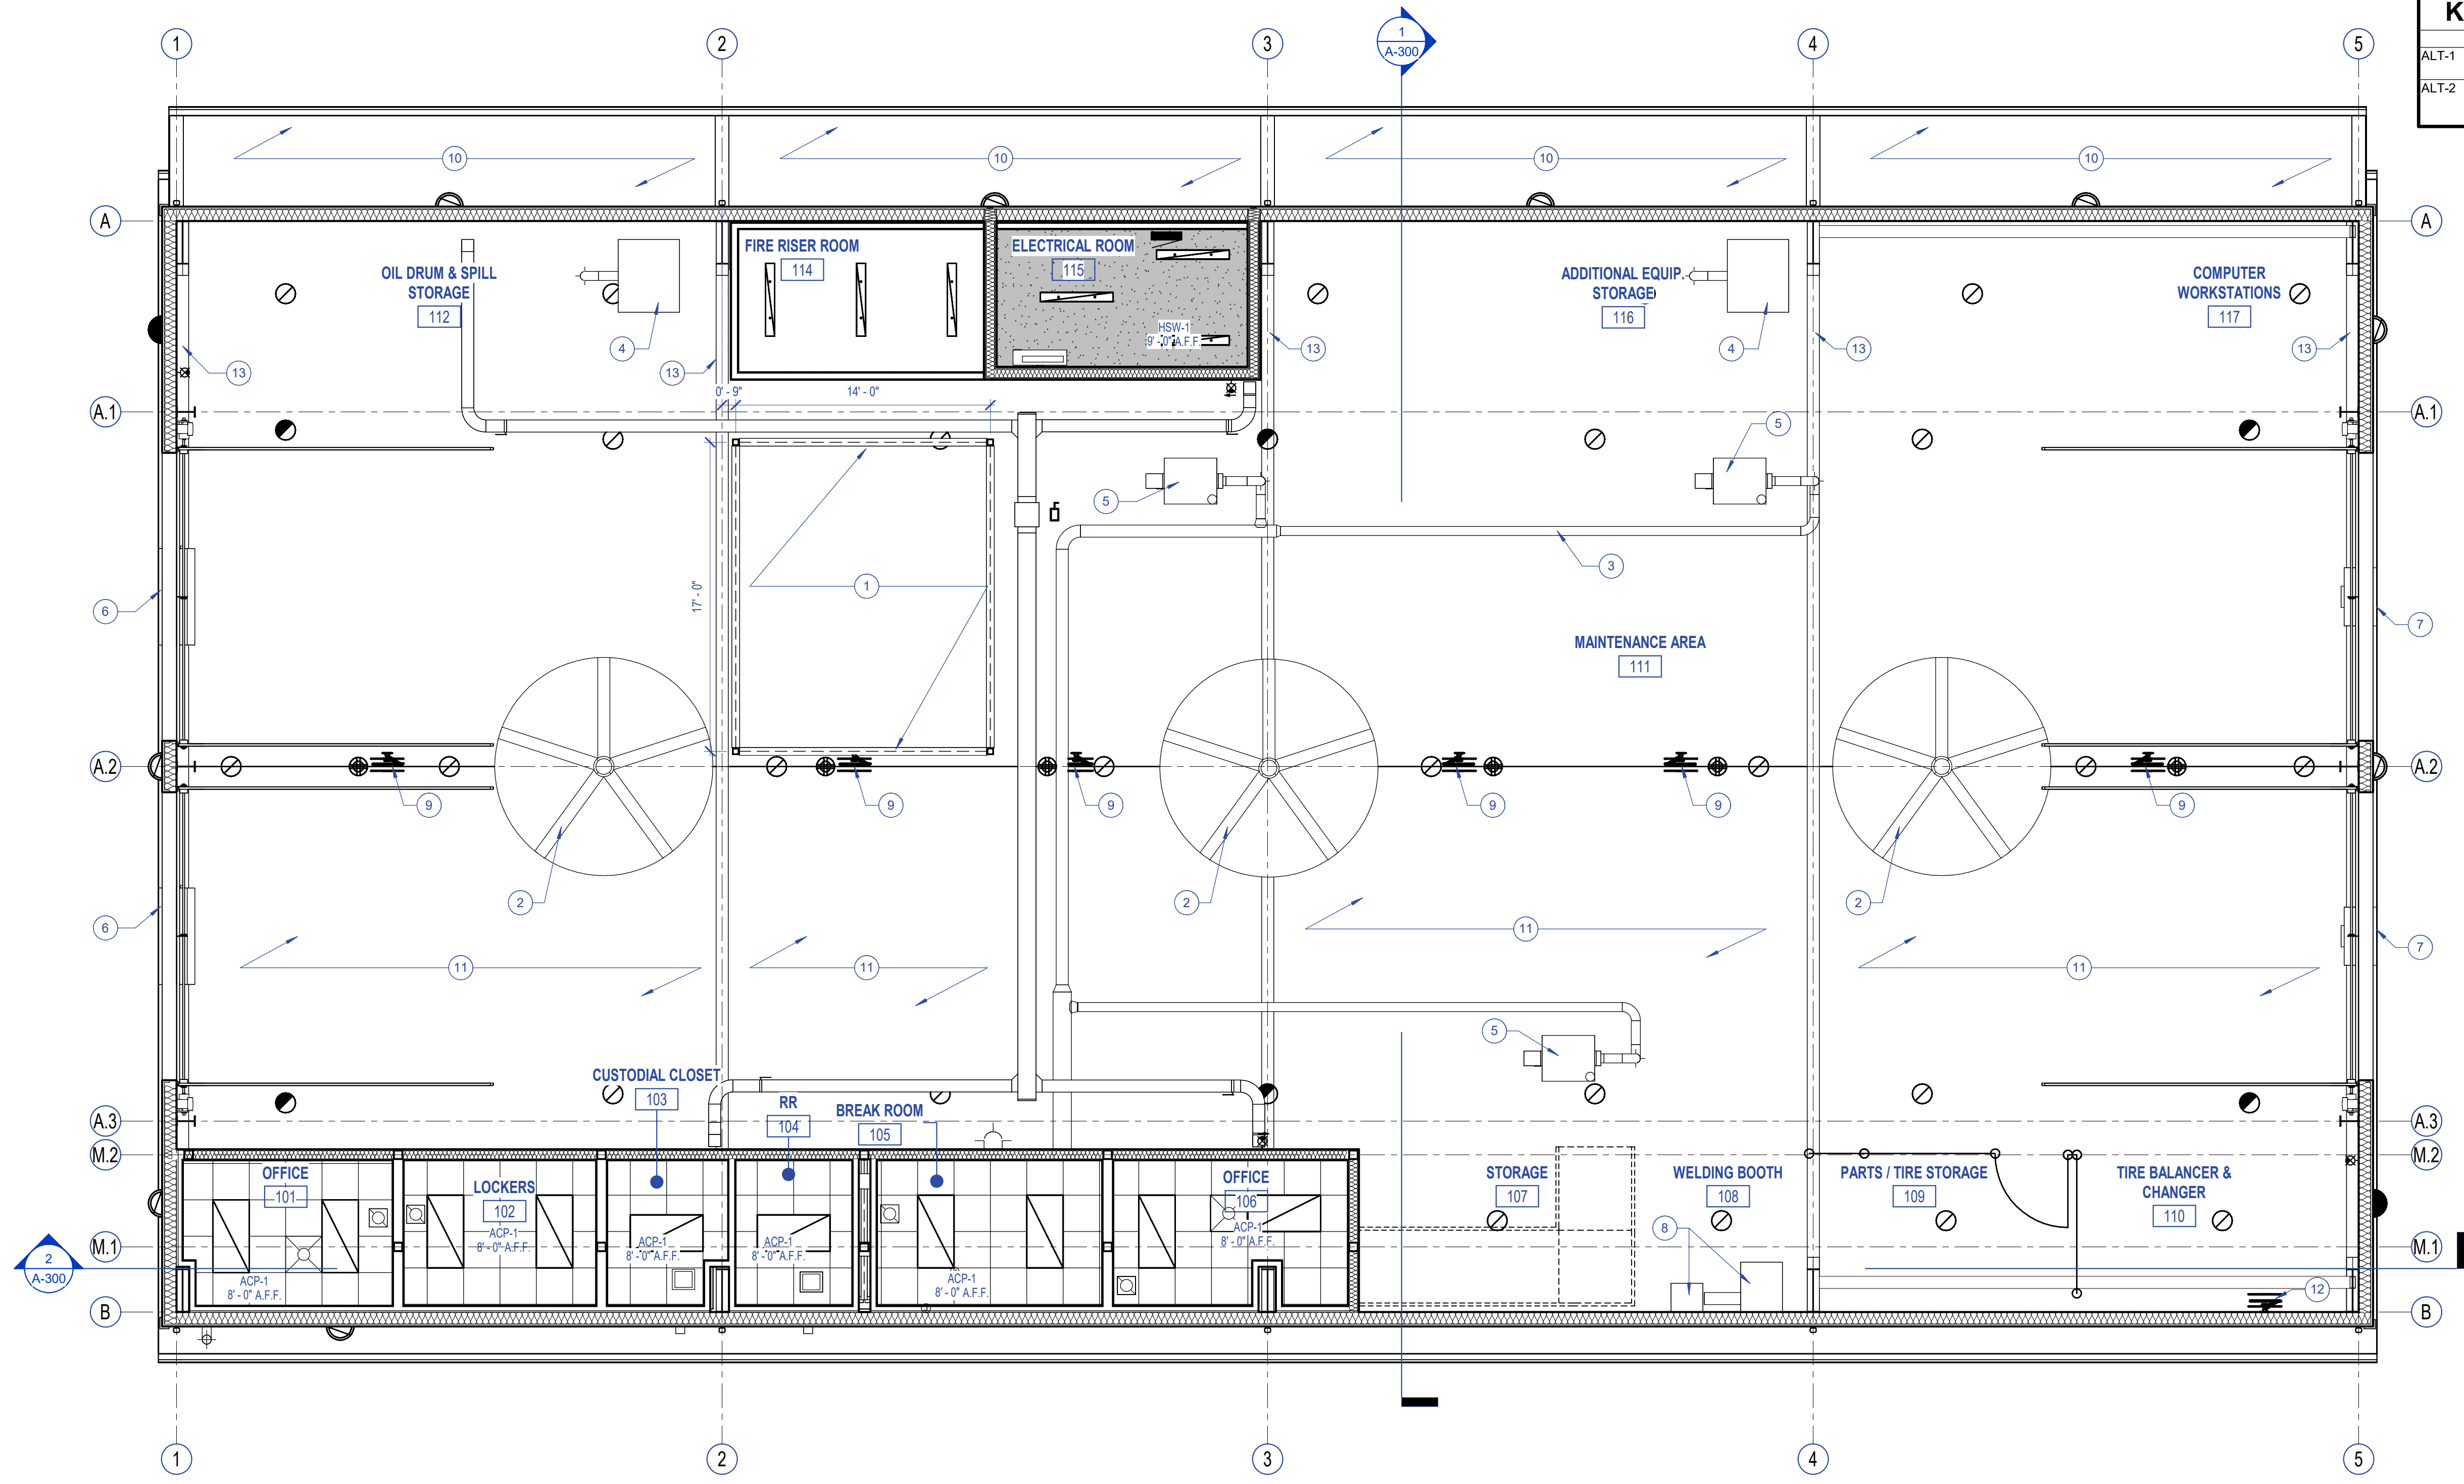 K
ALT-1
ALT-2
1
2
3
1
A-300
4
5
10
10
10
10
A
A
FIRE RISER ROOM
114
ELECTRICAL ROOM
115
OIL DRUM & SPILL
STORAGE
112
ADDITIONAL EQUIP.
STORAGE
116
COMPUTER
WORKSTATIONS
117
HSW-1
9' - 0" A.F.F.
4
4
13
13
13
13
13
0' - 9"
14' - 0"
A.1
A.1
5
5
3
1
17' - 0"
6
7
MAINTENANCE AREA
111
A.2
A.2
9
9
9
9
9
9
2
2
2
6
7
11
11
11
11
5
CUSTODIAL CLOSET
103
RR
104
BREAK ROOM
105
A.3
A.3
M.2
M.2
OFFICE
101
LOCKERS
102
ACP-1
8' - 0" A.F.F.
OFFICE
106
ACP-1
8' - 0" A.F.F.
STORAGE
107
WELDING BOOTH
108
PARTS / TIRE STORAGE
109
TIRE BALANCER &
CHANGER
110
8
M.1
M.1
ACP-1
8' - 0" A.F.F.
ACP-1
8' - 0" A.F.F.
2
A-300
ACP-1
8' - 0" A.F.F.
ACP-1
8' - 0" A.F.F.
12
B
B
1
2
3
4
5